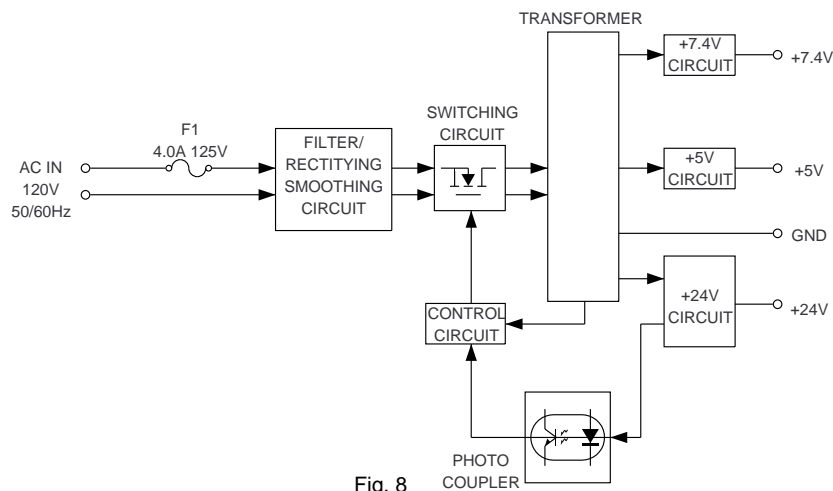 TRANSFORMER
+7.4V
CIRCUIT
+7.4V
SWITCHING
CIRCUIT
F1
4.0A 125V
FILTER/
RECTITYING
SMOOTHING
CIRCUIT
AC IN
120V
50/60Hz
+5V
CIRCUIT
+5V
GND
+24V
CIRCUIT
+24V
CONTROL
CIRCUIT
PHOTO
COUPLER
Fig. 8